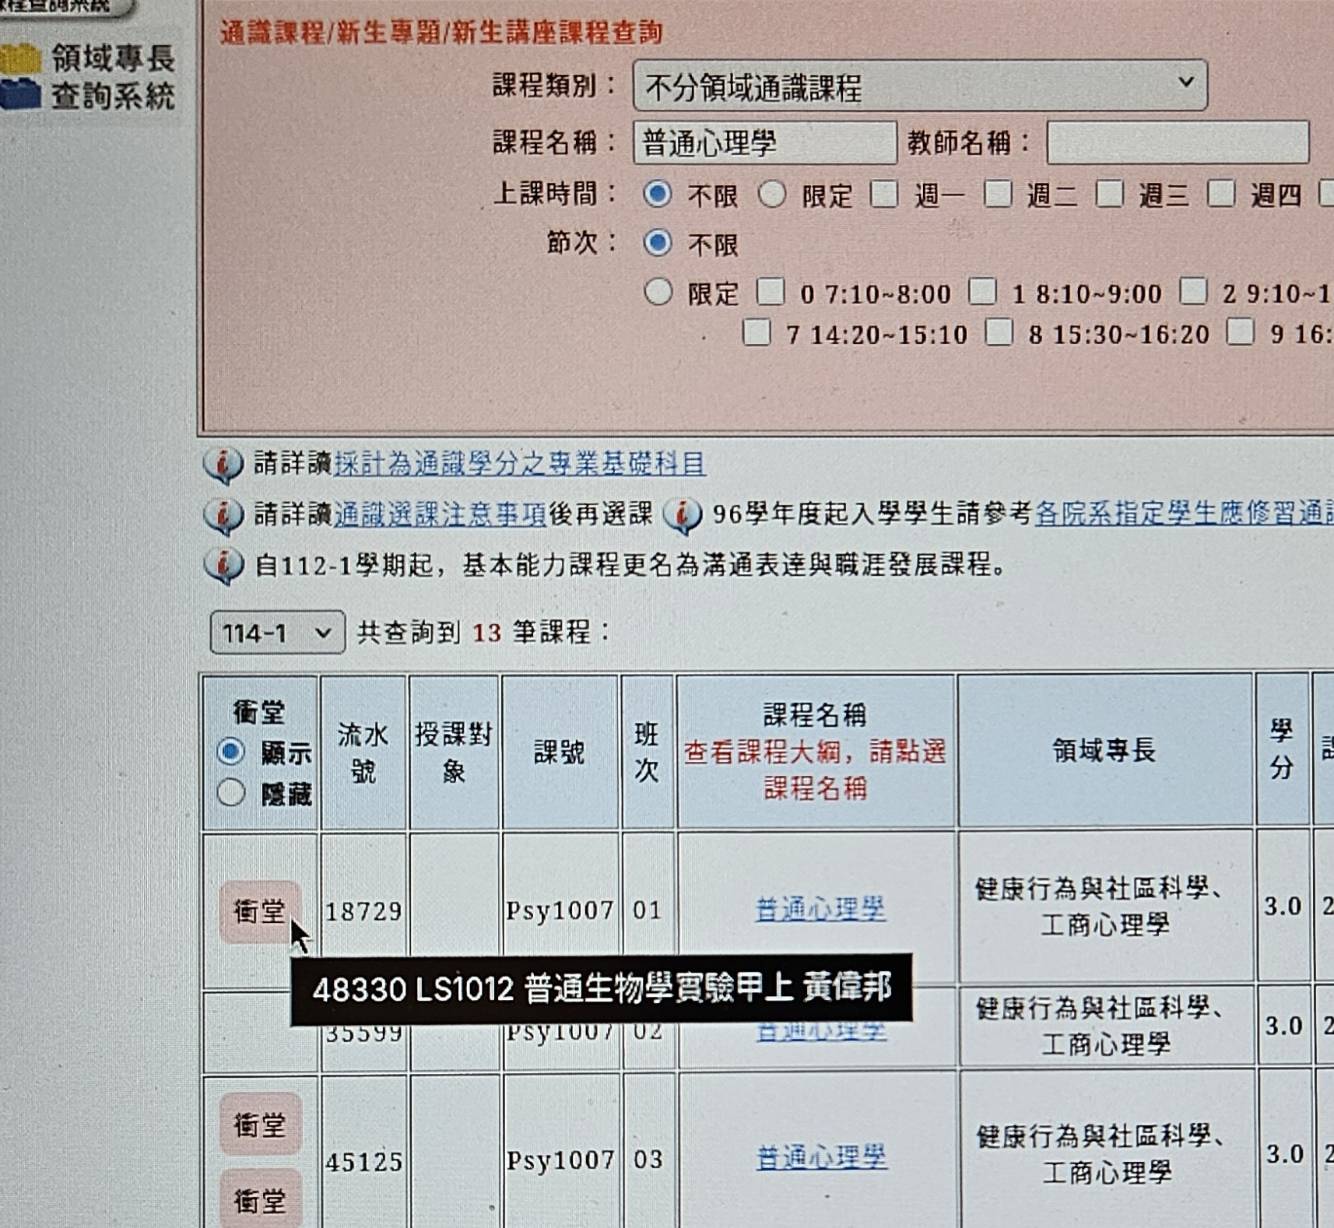 程查詢系統
領域專長
查詢系統
通識課程/新生專題/新生講座課程查詢
課程類別： 不分領域通識課程
課程名稱： 普通心理學 教師名稱：
上課時間： 不限 限定 週一 週二 週三 週四
節次： 不限
限定 0 7:10~8:00 1 8:10~9:00 2 9:10~1
7 14:20~15:10 8 15:30~16:20 9 16:
請詳讀採計為通識學分之專業基礎科目
請詳讀通識選課注意事項後再選課 96學年度起入學學生請參考各院系指定學生應修習通識
自112-1學期起，基本能力課程更名為溝通表達與職涯發展課程。
114-1 共查詢到 13 筆課程：
衝堂
顯示
隱藏
流水
號
授課對
象
課號
班
次
課程名稱
查看課程大綱，請點選
課程名稱
領域專長
學
分
衝堂 18729 Psy1007 01 普通心理學 健康行為與社區科學、
工商心理學 3.0 2
48330 LS1012 普通生物學實驗甲上 黃偉邦
35599 Psy1007 02 普通心理學 健康行為與社區科學、
工商心理學 3.0 2
衝堂
衝堂
45125 Psy1007 03 普通心理學 健康行為與社區科學、
工商心理學 3.0 2